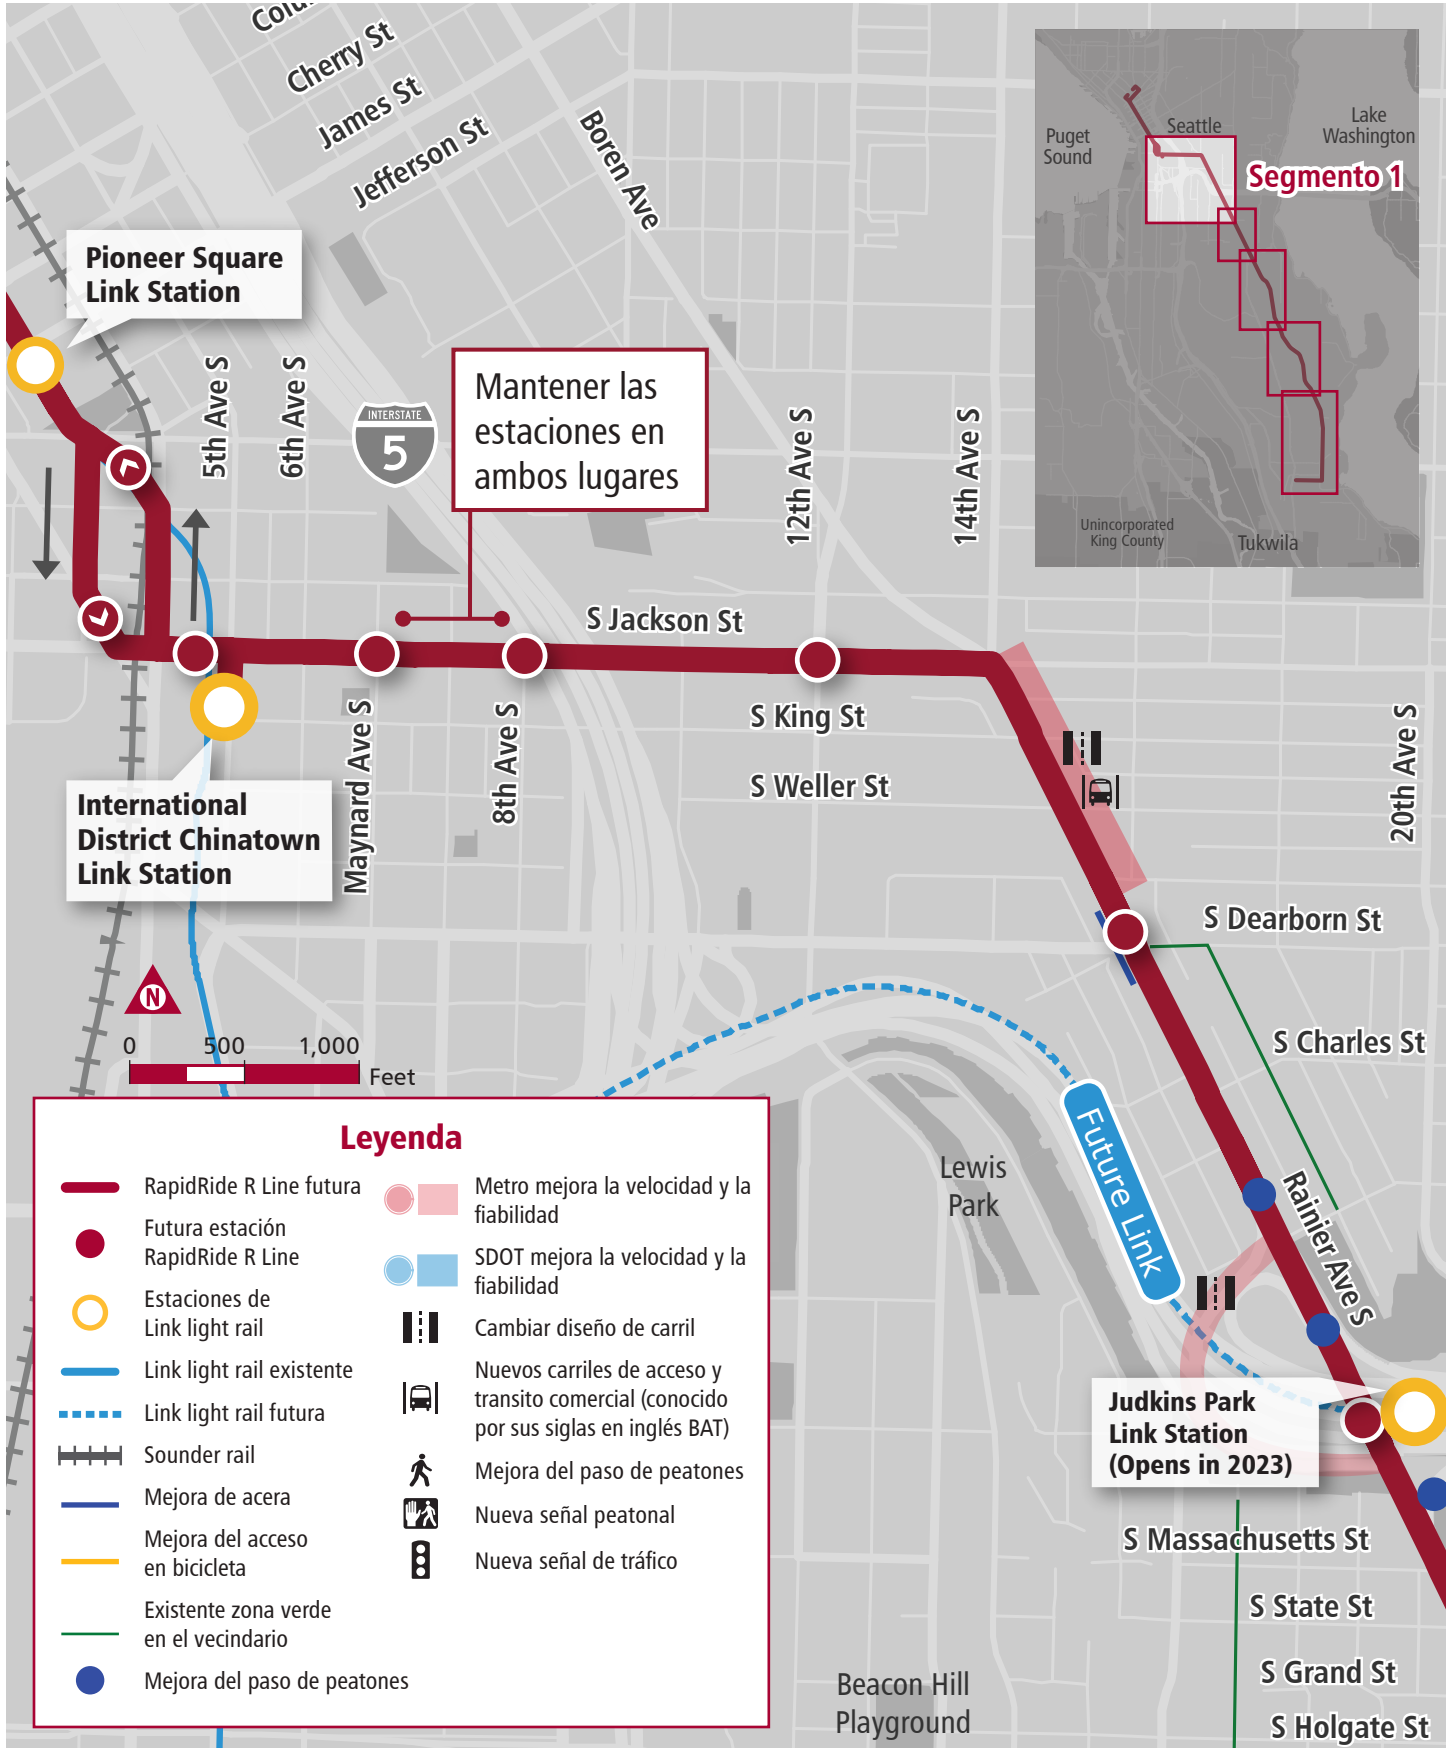 Cherry St
James St
Jefferson St
Boren Ave
Puget
Sound
Seattle
Lake
Washington
Segmento 1
Unincorporated
King County
Tukwila
Pioneer Square
Link Station
5th Ave S
6th Ave S
INTERSTATE
5
Mantener las
estaciones en
ambos lugares
12th Ave S
14th Ave S
S Jackson St
S King St
S Weller St
Maynard Ave S
8th Ave S
20th Ave S
International
District Chinatown
Link Station
S Dearborn St
S Charles St
N
0 500 1,000
Feet
Future Link
Lewis
Park
Rainier Ave S
Judkins Park
Link Station
(Opens in 2023)
S Massachusetts St
S State St
S Grand St
S Holgate St
Beacon Hill
Playground
Leyenda
RapidRide R Line futura
Futura estación
RapidRide R Line
Estaciones de
Link light rail
Link light rail existente
Link light rail futura
Sounder rail
Mejora de acera
Mejora del acceso
en bicicleta
Existente zona verde
en el vecindario
Mejora del paso de peatones
Metro mejora la velocidad y la
fiabilidad
SDOT mejora la velocidad y la
fiabilidad
Cambiar diseño de carril
Nuevos carriles de acceso y
transito comercial (conocido
por sus siglas en inglés BAT)
Mejora del paso de peatones
Nueva señal peatonal
Nueva señal de tráfico